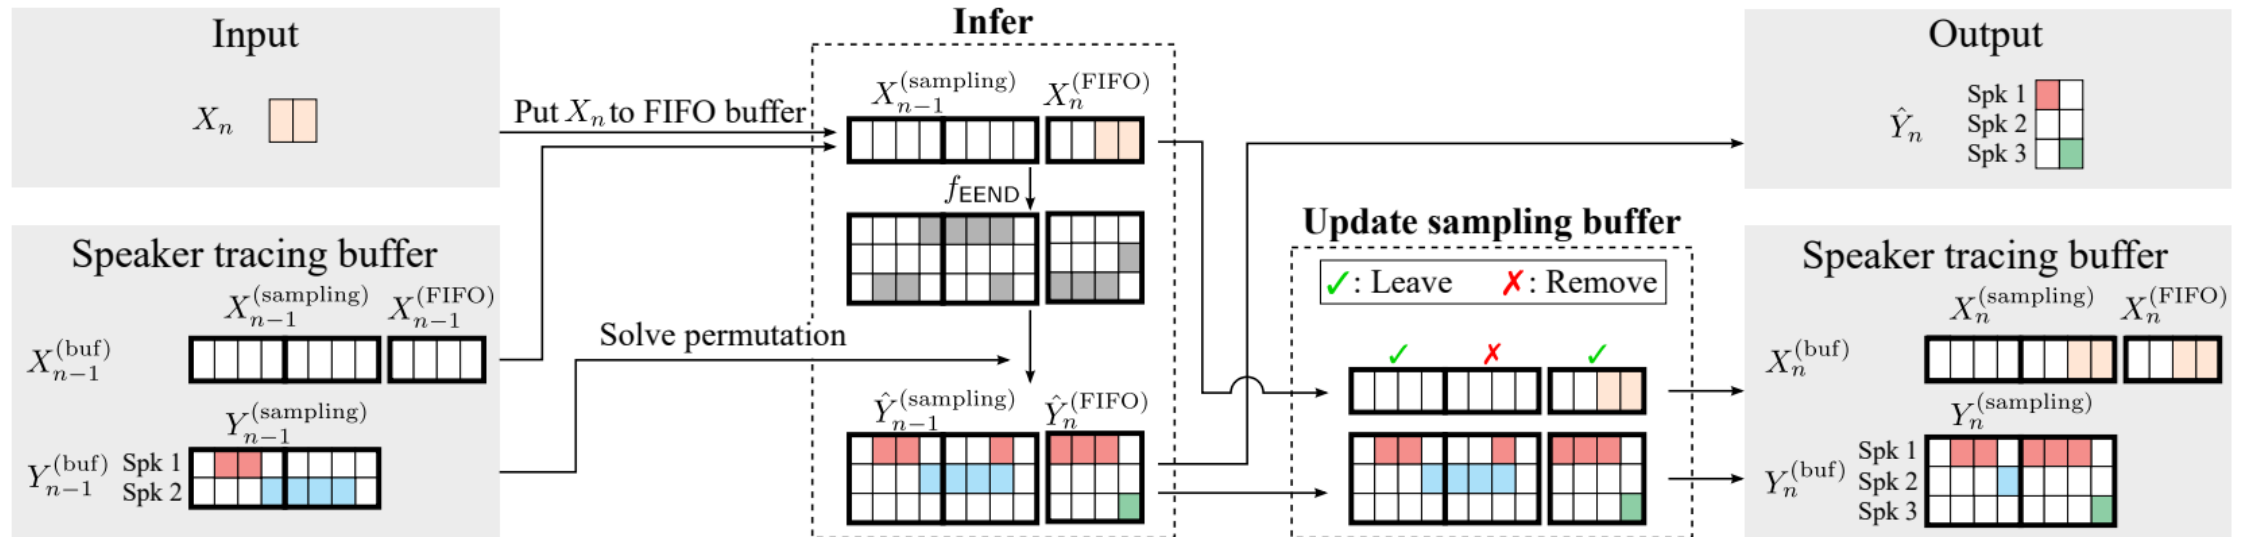 Input
X_n
Speaker tracing buffer
X_{n-1}^{(sampling)} X_{n-1}^{(FIFO)}
X_{n-1}^{(buf)}
Y_{n-1}^{(sampling)}
Y_{n-1}^{(buf)} Spk 1
Spk 2
Put X_n to FIFO buffer
Solve permutation
Infer
X_{n-1}^{(sampling)} X_n^{(FIFO)}
f_{EEND}
Ŷ_{n-1}^{(sampling)} Ŷ_n^{(FIFO)}
Update sampling buffer
✓: Leave ✗: Remove
✓ ✗ ✓
Output
Spk 1
Ŷ_n Spk 2
Spk 3
Speaker tracing buffer
X_n^{(sampling)} X_n^{(FIFO)}
X_n^{(buf)}
Y_n^{(sampling)}
Spk 1
Y_n^{(buf)} Spk 2
Spk 3